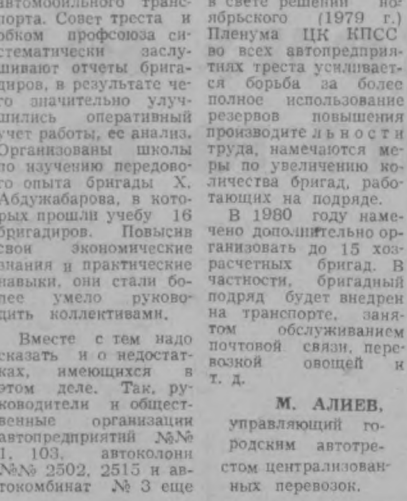 автомобильного транс-
порта. Совет треста и
обком профсоюза си-
стематически заслу-
шивают отчеты брига-
диров, в результате че-
го значительно улуч-
шились оперативный
учет работы, ее анализ.
Организованы школы
по изучению передово-
го опыта бригады Х.
Абдужабарова, в кото-
рых прошли учебу 16
бригадиров. Повысив
свои экономические
знания и практические
навыки, они стали бо-
лее умело руково-
дить коллективами.
Вместе с тем надо
сказать и о недостат-
ках, имеющихся в
этом деле. Так, ру-
ководители и общест-
венные организации
автопредприятий №№
1, 103, автоколонн
№№ 2502, 2515 и ав-
токомбинат № 3 еще
в свете решений но-
ябрьского (1979 г.)
Пленума ЦК КПСС
во всех автопредприя-
тиях треста усиливает-
ся борьба за более
полное использование
резервов повышения
производительности
труда, намечаются ме-
ры по увеличению ко-
личества бригад, рабо-
тающих на подряде.
В 1980 году наме-
чено дополнительно ор-
ганизовать до 15 хоз-
расчетных бригад. В
частности, бригадный
подряд будет внедрен
на транспорте, заня-
том обслуживанием
почтовой связи, пере-
возкой овощей и
т. д.
М. АЛИЕВ,
управляющий го-
родским автотре-
стом централизован-
ных перевозок.